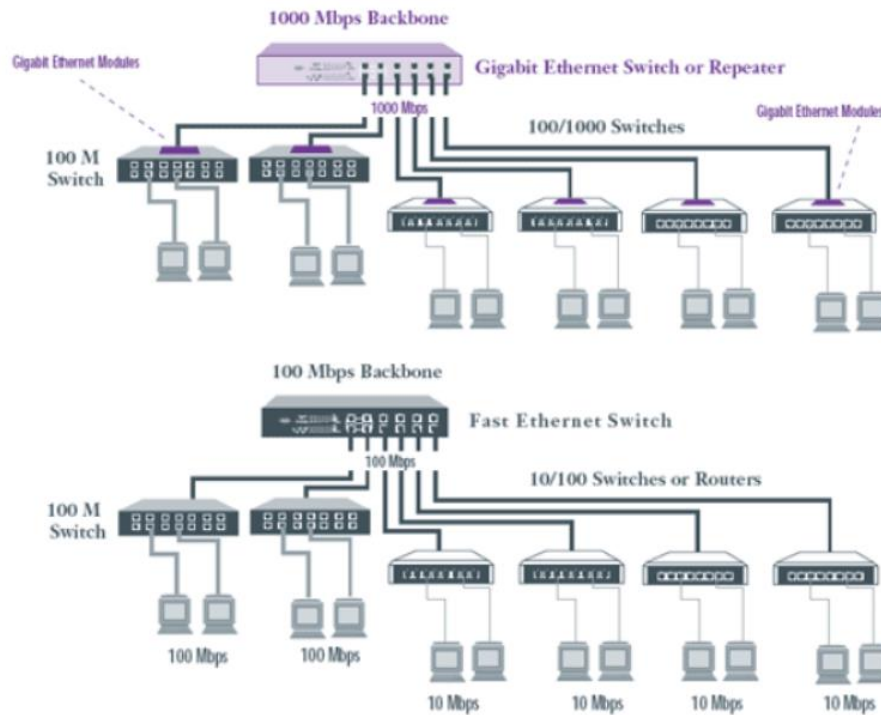 1000 Mbps Backbone
Gigabit Ethernet Modules
Gigabit Ethernet Switch or Repeater
1000 Mbps
Gigabit Ethernet Modules
100/1000 Switches
100 M
Switch
100 Mbps Backbone
Fast Ethernet Switch
100 Mbps
10/100 Switches or Routers
100 M
Switch
100 Mbps
100 Mbps
10 Mbps
10 Mbps
10 Mbps
10 Mbps